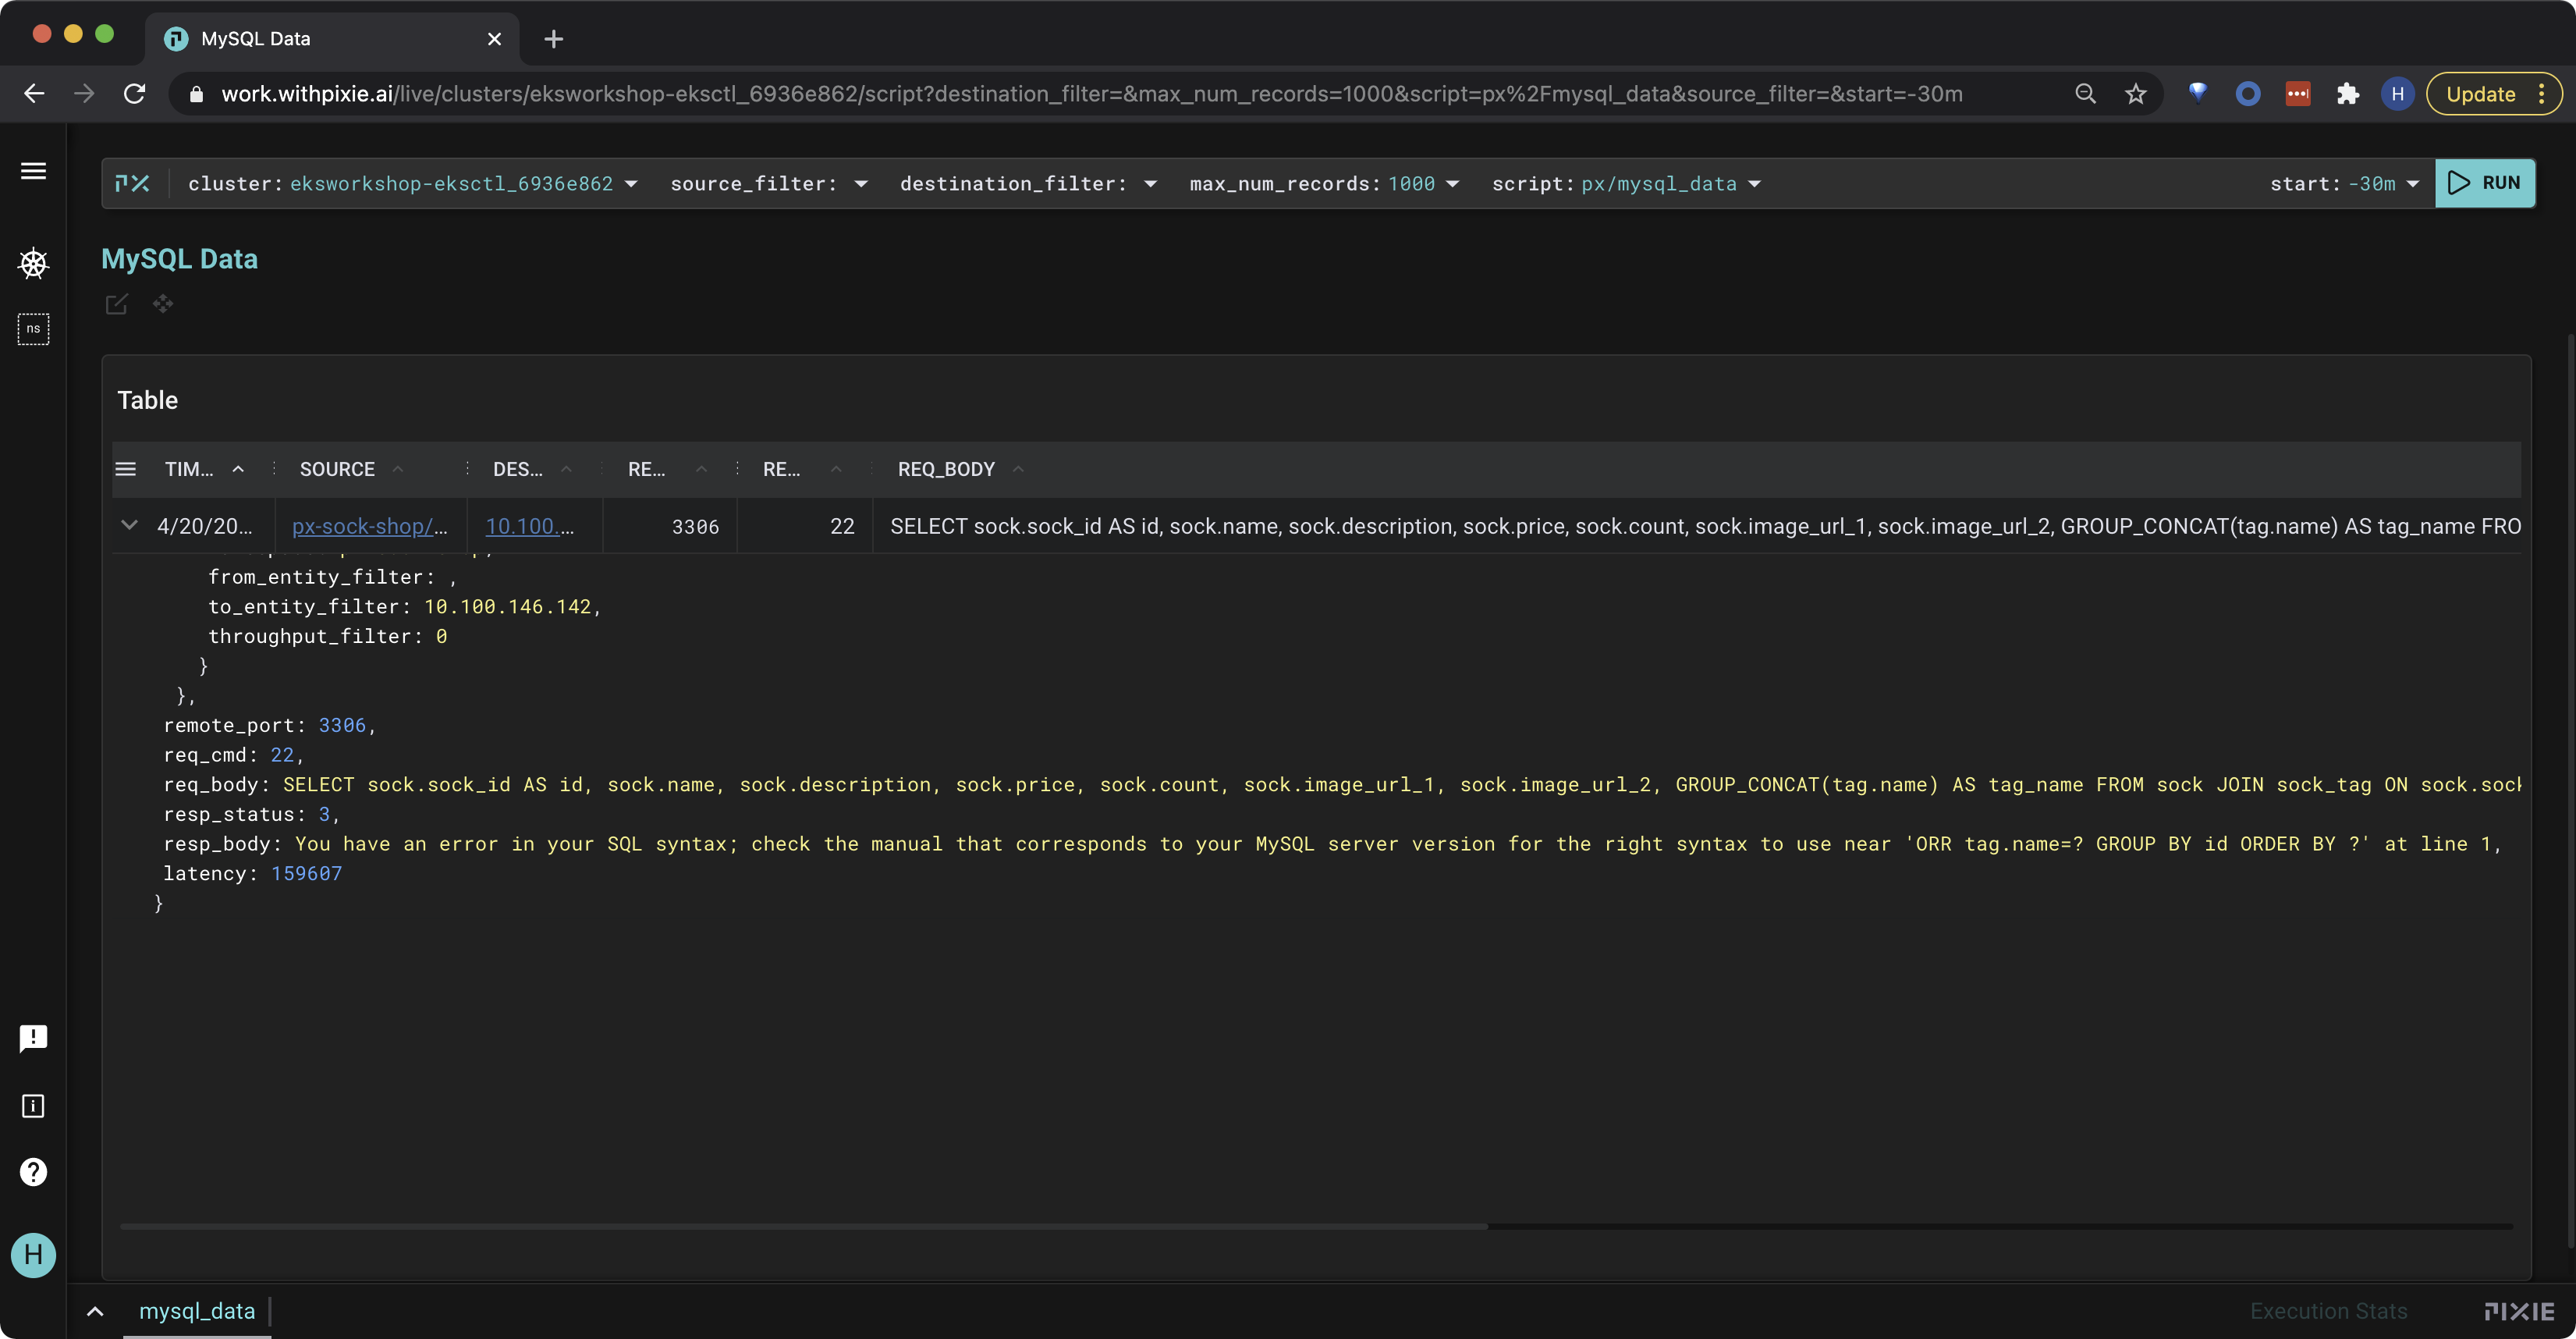 MySQL Data
work.withpixie.ai/live/clusters/eksworkshop-eksctl_6936e862/script?destination_filter=&max_num_records=1000&script=px%2Fmysql_data&source_filter=&start=-30m
H
Update
cluster: eksworkshop-eksctl_6936e862 source_filter: destination_filter: max_num_records: 1000 script: px/mysql_data start: -30m RUN
MySQL Data
ns
Table
TIM... SOURCE DES... RE... RE... REQ_BODY
4/20/20... px-sock-shop/... 10.100.... 3306 22 SELECT sock.sock_id AS id, sock.name, sock.description, sock.price, sock.count, sock.image_url_1, sock.image_url_2, GROUP_CONCAT(tag.name) AS tag_name FRO
from_entity_filter: ,
to_entity_filter: 10.100.146.142,
throughput_filter: 0
}
},
remote_port: 3306,
req_cmd: 22,
req_body: SELECT sock.sock_id AS id, sock.name, sock.description, sock.price, sock.count, sock.image_url_1, sock.image_url_2, GROUP_CONCAT(tag.name) AS tag_name FROM sock JOIN sock_tag ON sock.sock
resp_status: 3,
resp_body: You have an error in your SQL syntax; check the manual that corresponds to your MySQL server version for the right syntax to use near 'ORR tag.name=? GROUP BY id ORDER BY ?' at line 1,
latency: 159607
}
H
mysql_data
Execution Stats
PIXIE